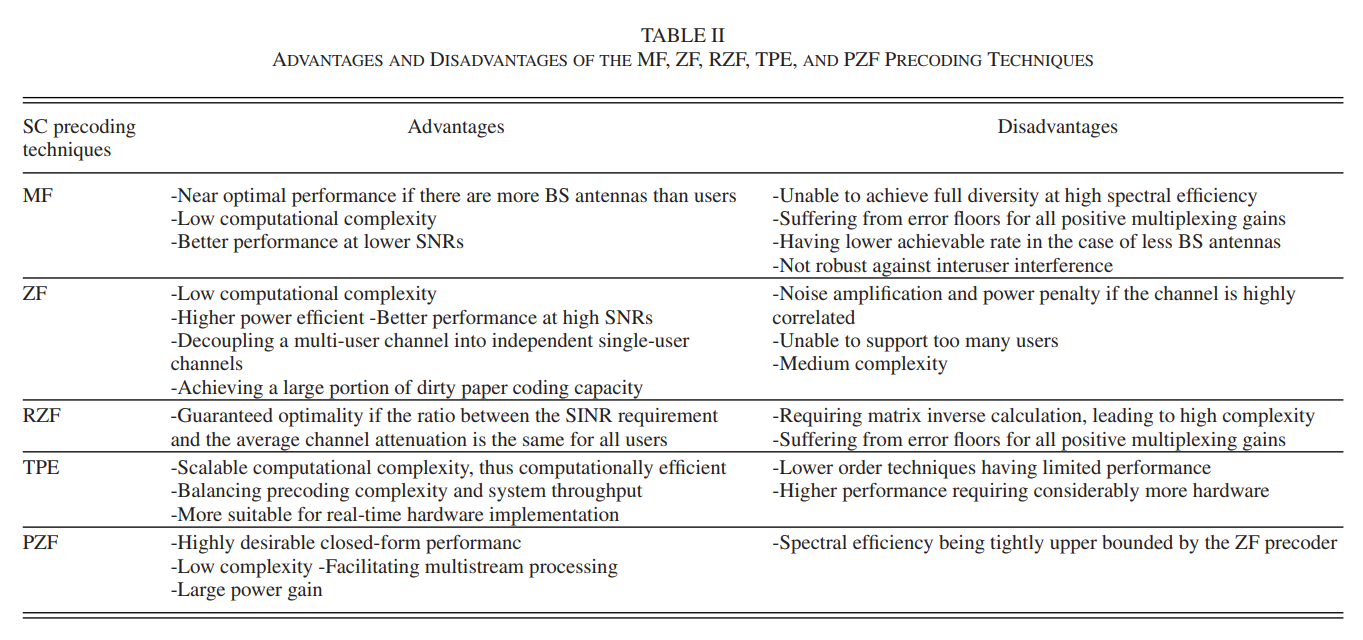 TABLE II
ADVANTAGES AND DISADVANTAGES OF THE MF, ZF, RZF, TPE, AND PZF PRECODING TECHNIQUES
SC precoding techniques
Advantages
Disadvantages
MF
-Near optimal performance if there are more BS antennas than users
-Low computational complexity
-Better performance at lower SNRs
-Unable to achieve full diversity at high spectral efficiency
-Suffering from error floors for all positive multiplexing gains
-Having lower achievable rate in the case of less BS antennas
-Not robust against interuser interference
ZF
-Low computational complexity
-Higher power efficient -Better performance at high SNRs
-Decoupling a multi-user channel into independent single-user
channels
-Achieving a large portion of dirty paper coding capacity
-Noise amplification and power penalty if the channel is highly
correlated
-Unable to support too many users
-Medium complexity
RZF
-Guaranteed optimality if the ratio between the SINR requirement
and the average channel attenuation is the same for all users
-Requiring matrix inverse calculation, leading to high complexity
-Suffering from error floors for all positive multiplexing gains
TPE
-Scalable computational complexity, thus computationally efficient
-Balancing precoding complexity and system throughput
-More suitable for real-time hardware implementation
-Lower order techniques having limited performance
-Higher performance requiring considerably more hardware
PZF
-Highly desirable closed-form performanc
-Low complexity -Facilitating multistream processing
-Large power gain
-Spectral efficiency being tightly upper bounded by the ZF precoder